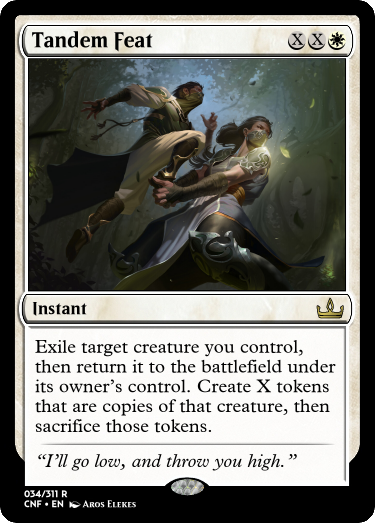 Tandem Feat XX
Instant
Exile target creature you control,
then return it to the battlefield under
its owner's control. Create X tokens
that are copies of that creature, then
sacrifice those tokens.
"I'll go low, and throw you high."
034/311 R
CNF • EN Aros Elekes